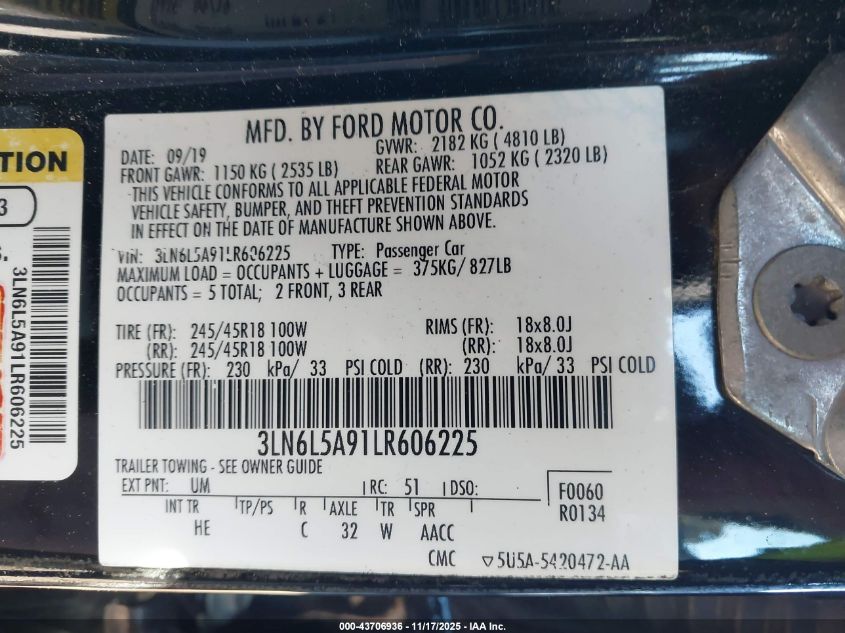 MFD. BY FORD MOTOR CO.
DATE: 09/19 GVWR: 2182 KG ( 4810 LB)
FRONT GAWR: 1150 KG ( 2535 LB) REAR GAWR: 1052 KG ( 2320 LB)
THIS VEHICLE CONFORMS TO ALL APPLICABLE FEDERAL MOTOR
VEHICLE SAFETY, BUMPER, AND THEFT PREVENTION STANDARDS
IN EFFECT ON THE DATE OF MANUFACTURE SHOWN ABOVE.
VIN: 3LN6L5A91LR606225 TYPE: Passenger Car
MAXIMUM LOAD = OCCUPANTS + LUGGAGE = 375KG/ 827LB
OCCUPANTS = 5 TOTAL; 2 FRONT, 3 REAR
TIRE (FR): 245/45R18 100W RIMS (FR): 18x8.0J
(RR): 245/45R18 100W (RR): 18x8.0J
PRESSURE (FR): 230 kPa/ 33 PSI COLD (RR): 230 kPa/ 33 PSI COLD
3LN6L5A91LR606225
TRAILER TOWING - SEE OWNER GUIDE
EXT PNT: UM RC: 51 DSO: F0060
INT TR TP/PS R AXLE TR SPR R0134
HE C 32 W AACC
CMC ▽5U5A-5420472-AA
TION
3
S.
3LN6L5A91LR606225
000-43706936 - 11/17/2025 - IAA Inc.